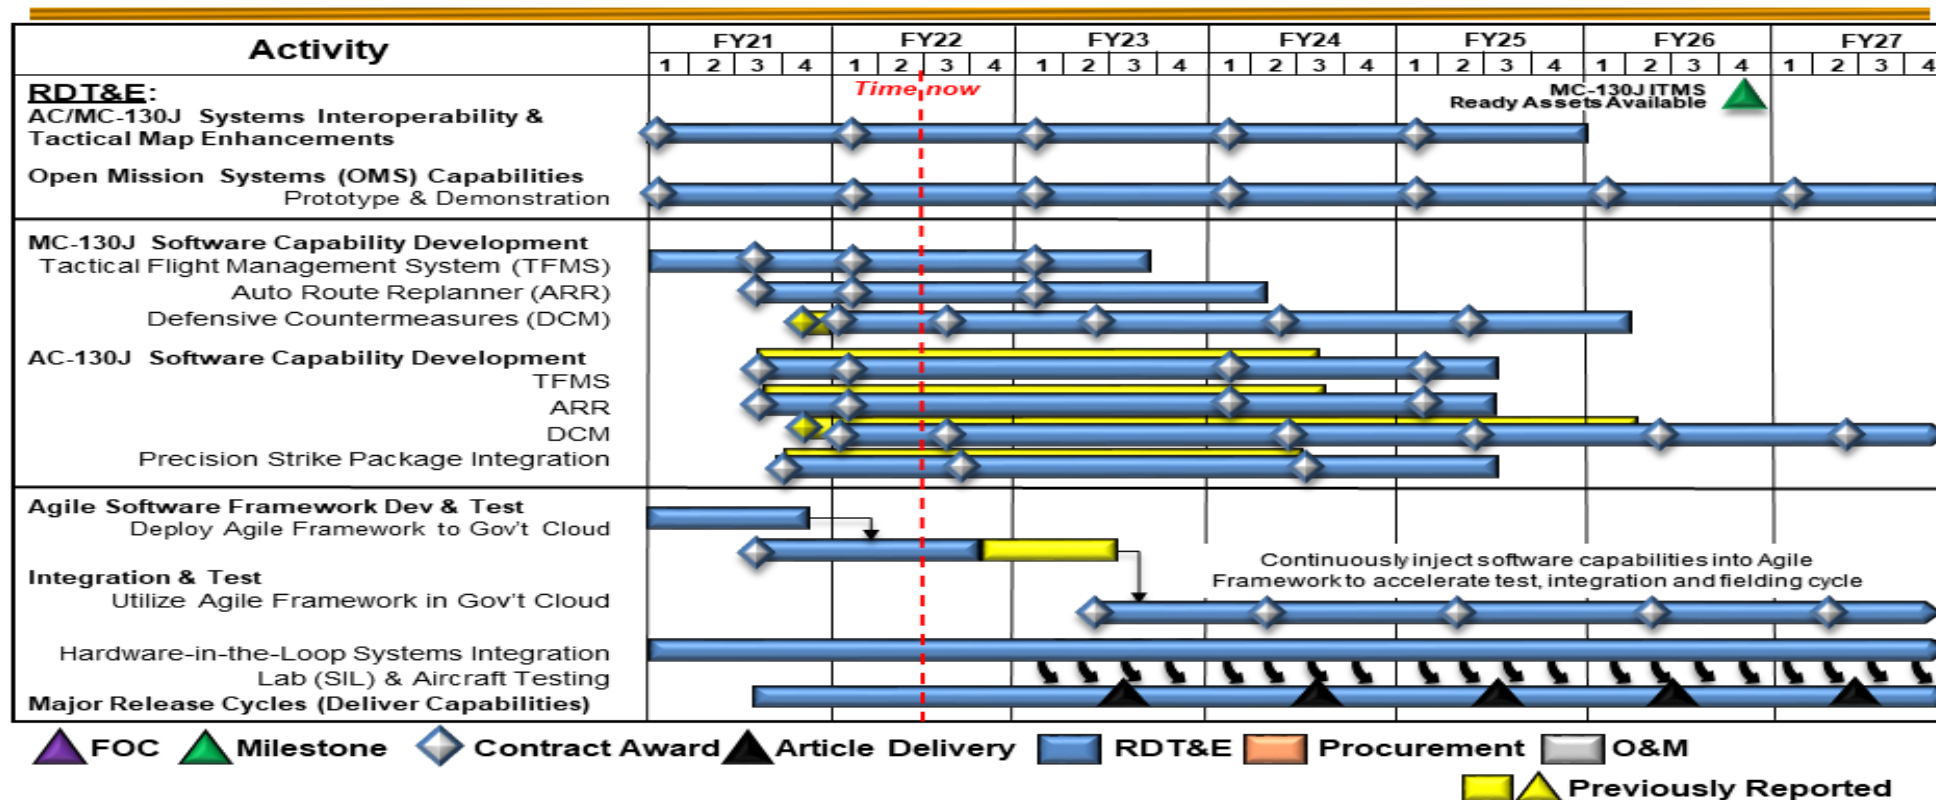 Activity
FY21 FY22 FY23 FY24 FY25 FY26 FY27
1 2 3 4 1 2 3 4 1 2 3 4 1 2 3 4 1 2 3 4 1 2 3 4 1 2 3 4
RDT&E:
Time now
MC-130J ITMS
Ready Assets Available
AC/MC-130J Systems Interoperability &
Tactical Map Enhancements
Open Mission Systems (OMS) Capabilities
Prototype & Demonstration
MC-130J Software Capability Development
Tactical Flight Management System (TFMS)
Auto Route Replanner (ARR)
Defensive Countermeasures (DCM)
AC-130J Software Capability Development
TFMS
ARR
DCM
Precision Strike Package Integration
Agile Software Framework Dev & Test
Deploy Agile Framework to Gov't Cloud
Continuously inject software capabilities into Agile
Framework to accelerate test, integration and fielding cycle
Integration & Test
Utilize Agile Framework in Gov't Cloud
Hardware-in-the-Loop Systems Integration
Lab (SIL) & Aircraft Testing
Major Release Cycles (Deliver Capabilities)
FOC Milestone Contract Award Article Delivery RDT&E Procurement O&M
Previously Reported